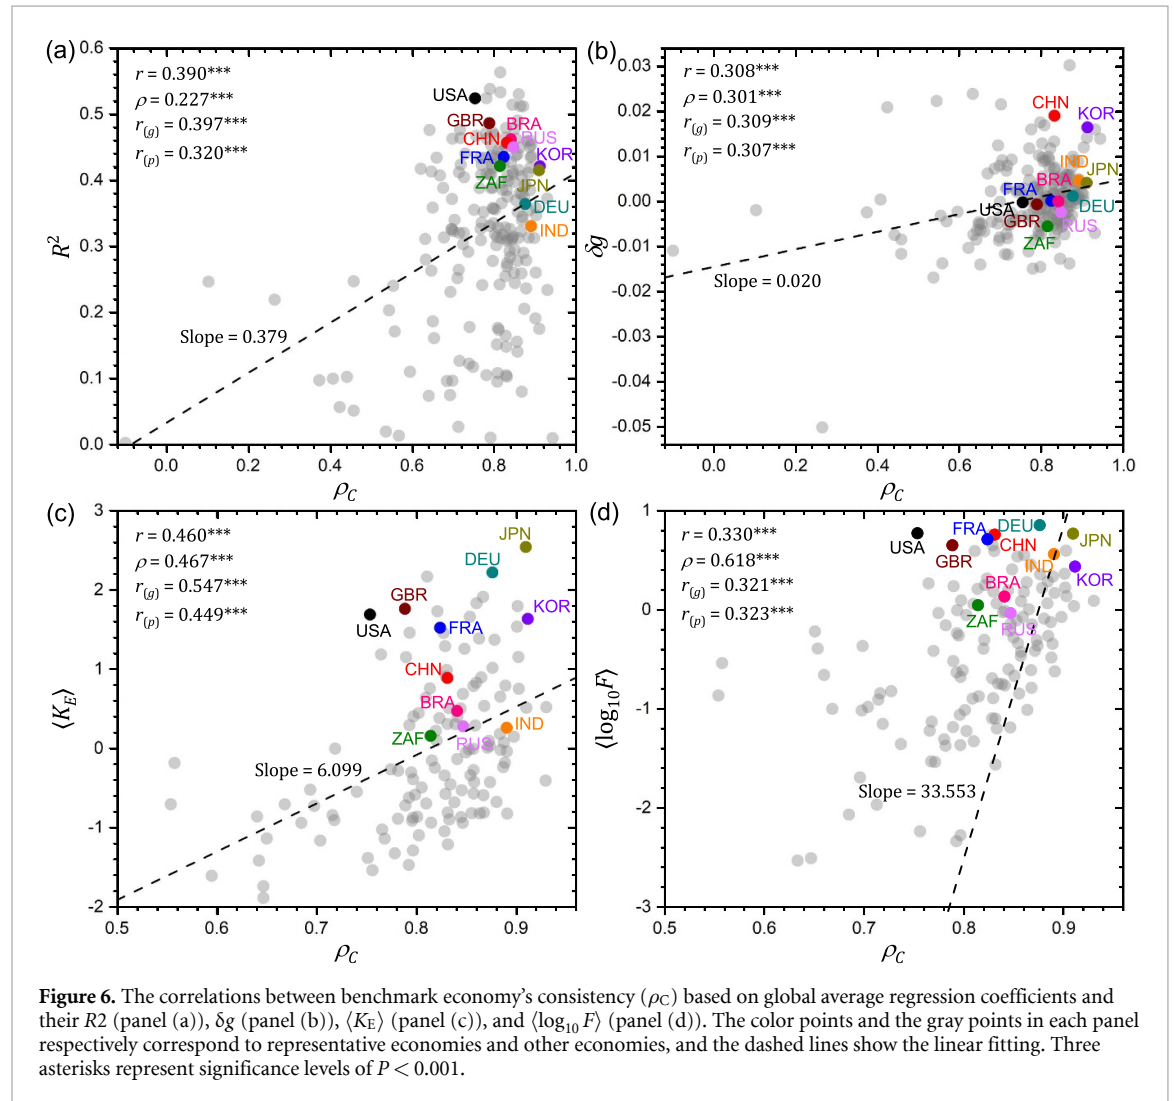 (a)
0.6
0.5
0.4
0.3
0.2
0.1
0.0
R²
r = 0.390***
ρ = 0.227***
r(g) = 0.397***
r(p) = 0.320***
USA
GBR
BRA
CHN
RUS
FRA
KOR
ZAF
JPN
DEU
IND
Slope = 0.379
0.0 0.2 0.4 0.6 0.8 1.0
ρC
(b)
0.03
0.02
0.01
0.00
-0.01
-0.02
-0.03
-0.04
-0.05
δg
r = 0.308***
ρ = 0.301***
r(g) = 0.309***
r(p) = 0.307***
CHN
KOR
IND
JPN
BRA
FRA
USA
DEU
GBR
RUS
ZAF
Slope = 0.020
0.0 0.2 0.4 0.6 0.8 1.0
ρC
(c)
3
2
1
0
-1
-2
⟨KE⟩
r = 0.460***
ρ = 0.467***
r(g) = 0.547***
r(p) = 0.449***
JPN
DEU
GBR
KOR
USA
FRA
CHN
BRA
IND
ZAF
RUS
Slope = 6.099
0.5 0.6 0.7 0.8 0.9
ρC
(d)
1
0
-1
-2
-3
⟨log10F⟩
r = 0.330***
ρ = 0.618***
r(g) = 0.321***
r(p) = 0.323***
FRA
DEU
CHN
JPN
USA
GBR
IND
KOR
BRA
ZAF
RUS
Slope = 33.553
0.5 0.6 0.7 0.8 0.9
ρC
Figure 6. The correlations between benchmark economy's consistency (ρC) based on global average regression coefficients and
their R2 (panel (a)), δg (panel (b)), ⟨KE⟩ (panel (c)), and ⟨log10 F⟩ (panel (d)). The color points and the gray points in each panel
respectively correspond to representative economies and other economies, and the dashed lines show the linear fitting. Three
asterisks represent significance levels of P < 0.001.